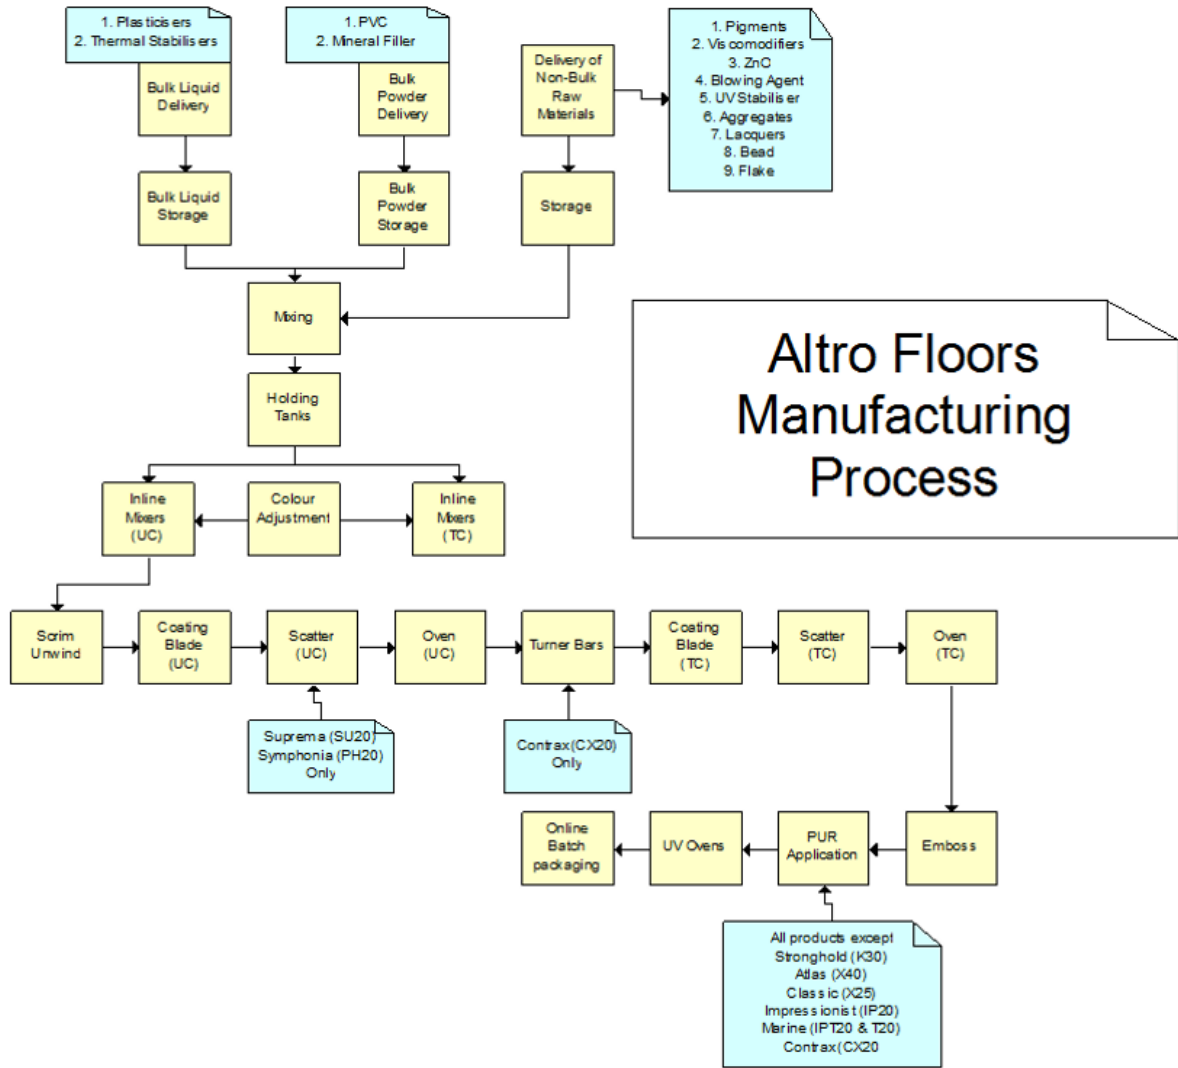 1. Plasticisers
2. Thermal Stabilisers
1. PVC
2. Mineral Filler
1. Pigments
2. Viscomodifiers
3. ZnO
4. Blowing Agent
5. UV Stabiliser
6. Aggregates
7. Lacquers
8. Bead
9. Flake
Bulk Liquid
Delivery
Bulk
Powder
Delivery
Delivery of
Non-Bulk
Raw
Materials
Bulk Liquid
Storage
Bulk
Powder
Storage
Storage
Mixing
Altro Floors
Manufacturing
Process
Holding
Tanks
Inline
Mixers
(UC)
Colour
Adjustment
Inline
Mixers
(TC)
Scrim
Unwind
Coating
Blade
(UC)
Scatter
(UC)
Oven
(UC)
Turner Bars
Coating
Blade
(TC)
Scatter
(TC)
Oven
(TC)
Suprema (SU20)
Symphonia (PH20)
Only
Contrax (CX20)
Only
Online
Batch
packaging
UV Ovens
PUR
Application
Emboss
All products except
Stronghold (K30)
Atlas (X40)
Classic (X25)
Impressionist (IP20)
Marine (IPT20 & T20)
Contrax (CX20